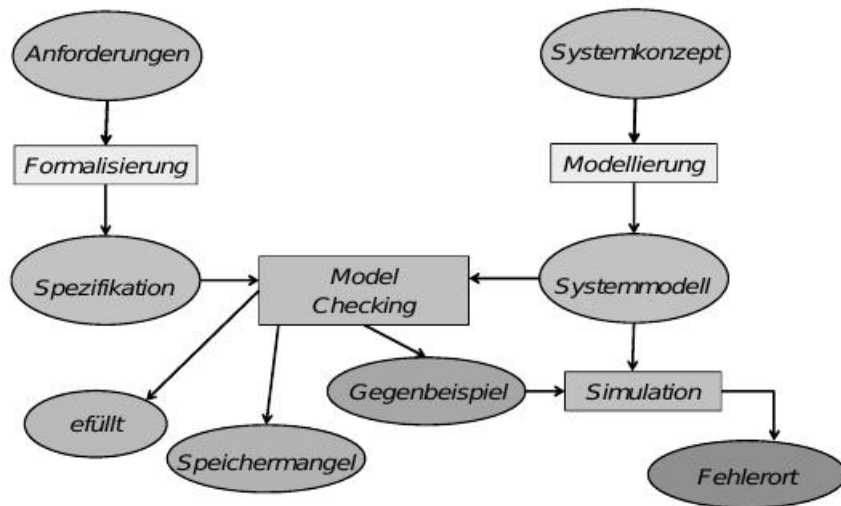 Anforderungen
Systemkonzept
Formalisierung
Modellierung
Spezifikation
Model
Checking
Systemmodell
efüllt
Speichermangel
Gegenbeispiel
Simulation
Fehlerort